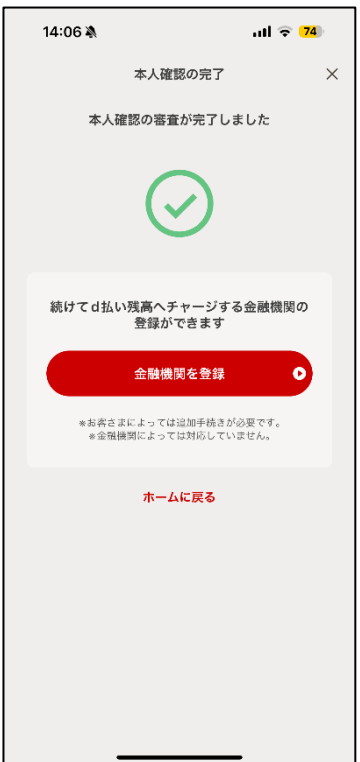 14:06
74
本人確認の完了
本人確認の審査が完了しました
続けてd払い残高へチャージする金融機関の
登録ができます
金融機関を登録
※お客さまによっては追加手続きが必要です。
※金融機関によっては対応していません。
ホームに戻る